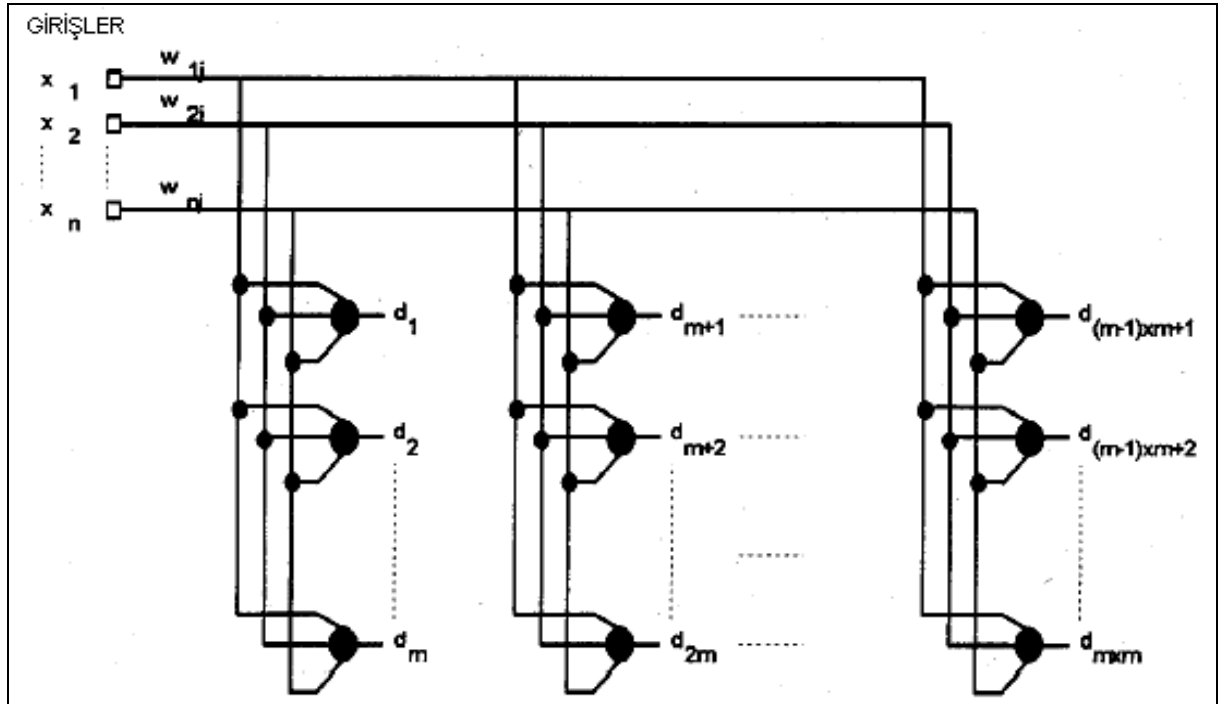 GİRİŞLER
x 1
w 1j
x 2
w 2j
x n
w nj
d 1
d m+1
d (m-1)xm+1
d 2
d m+2
d (m-1)xm+2
d m
d 2m
d mxm